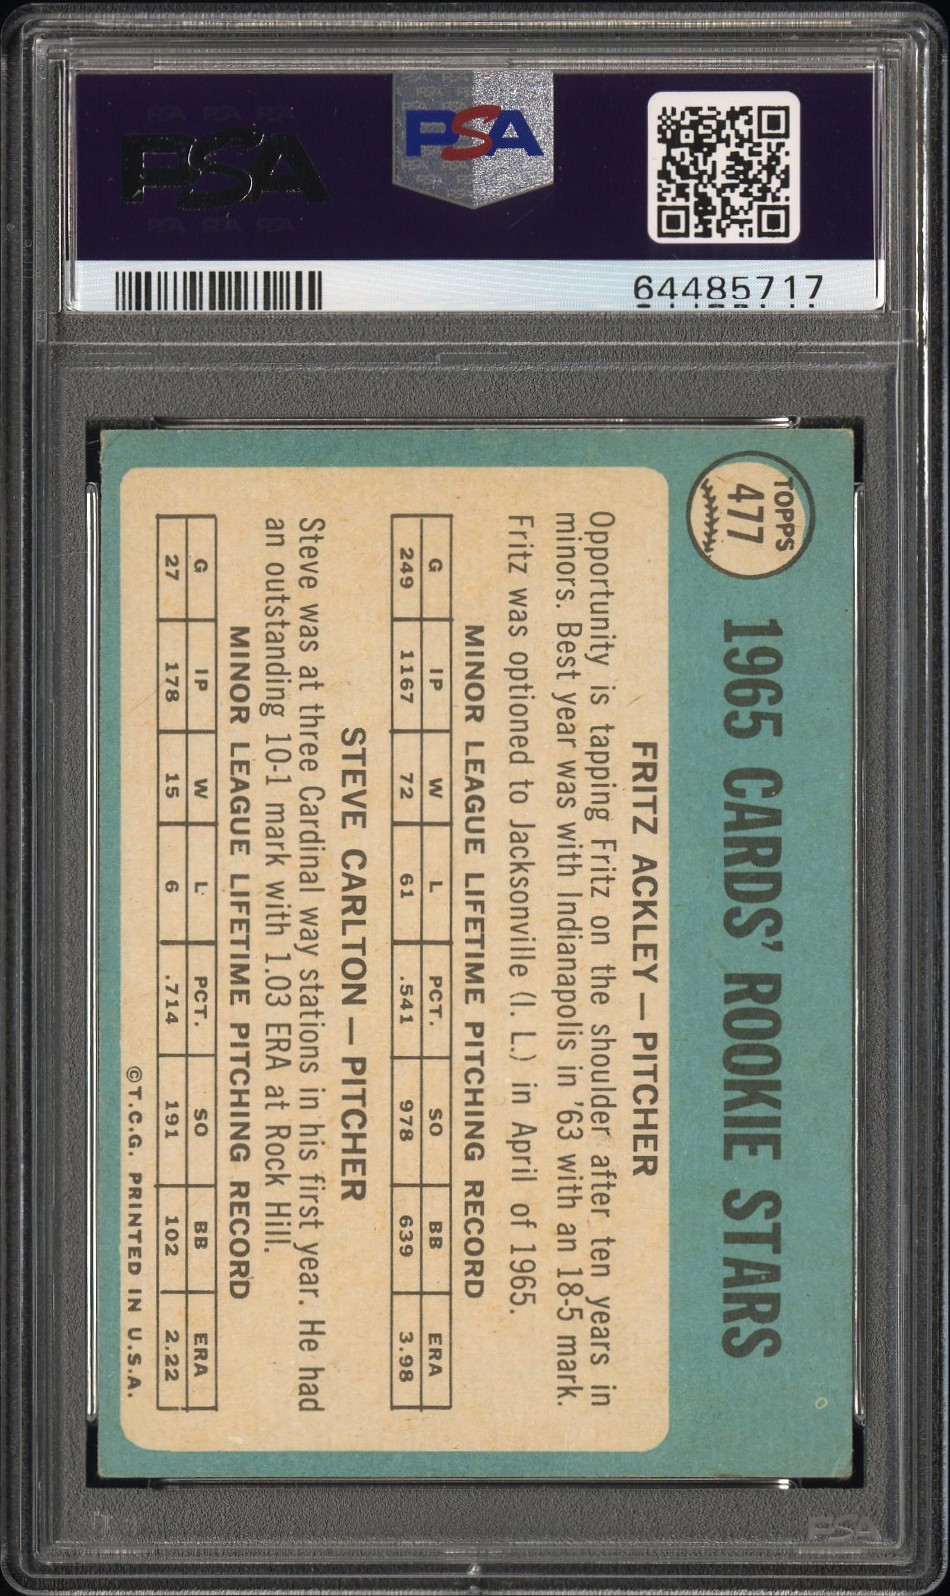 PSA
PSA
64485717
TOPPS
477
1965 CARDS' ROOKIE STARS
FRITZ ACKLEY — PITCHER
Opportunity is tapping Fritz on the shoulder after ten years in
minors. Best year was with Indianapolis in '63 with an 18-5 mark.
Fritz was optioned to Jacksonville (I. L.) in April of 1965.
MINOR LEAGUE LIFETIME PITCHING RECORD
G IP W L PCT. SO BB ERA
249 1167 72 61 .541 978 639 3.98
STEVE CARLTON — PITCHER
Steve was at three Cardinal way stations in his first year. He had
an outstanding 10-1 mark with 1.03 ERA at Rock Hill.
MINOR LEAGUE LIFETIME PITCHING RECORD
G IP W L PCT. SO BB ERA
27 178 15 6 .714 191 102 2.22
©T.C.G. PRINTED IN U.S.A.
PSA